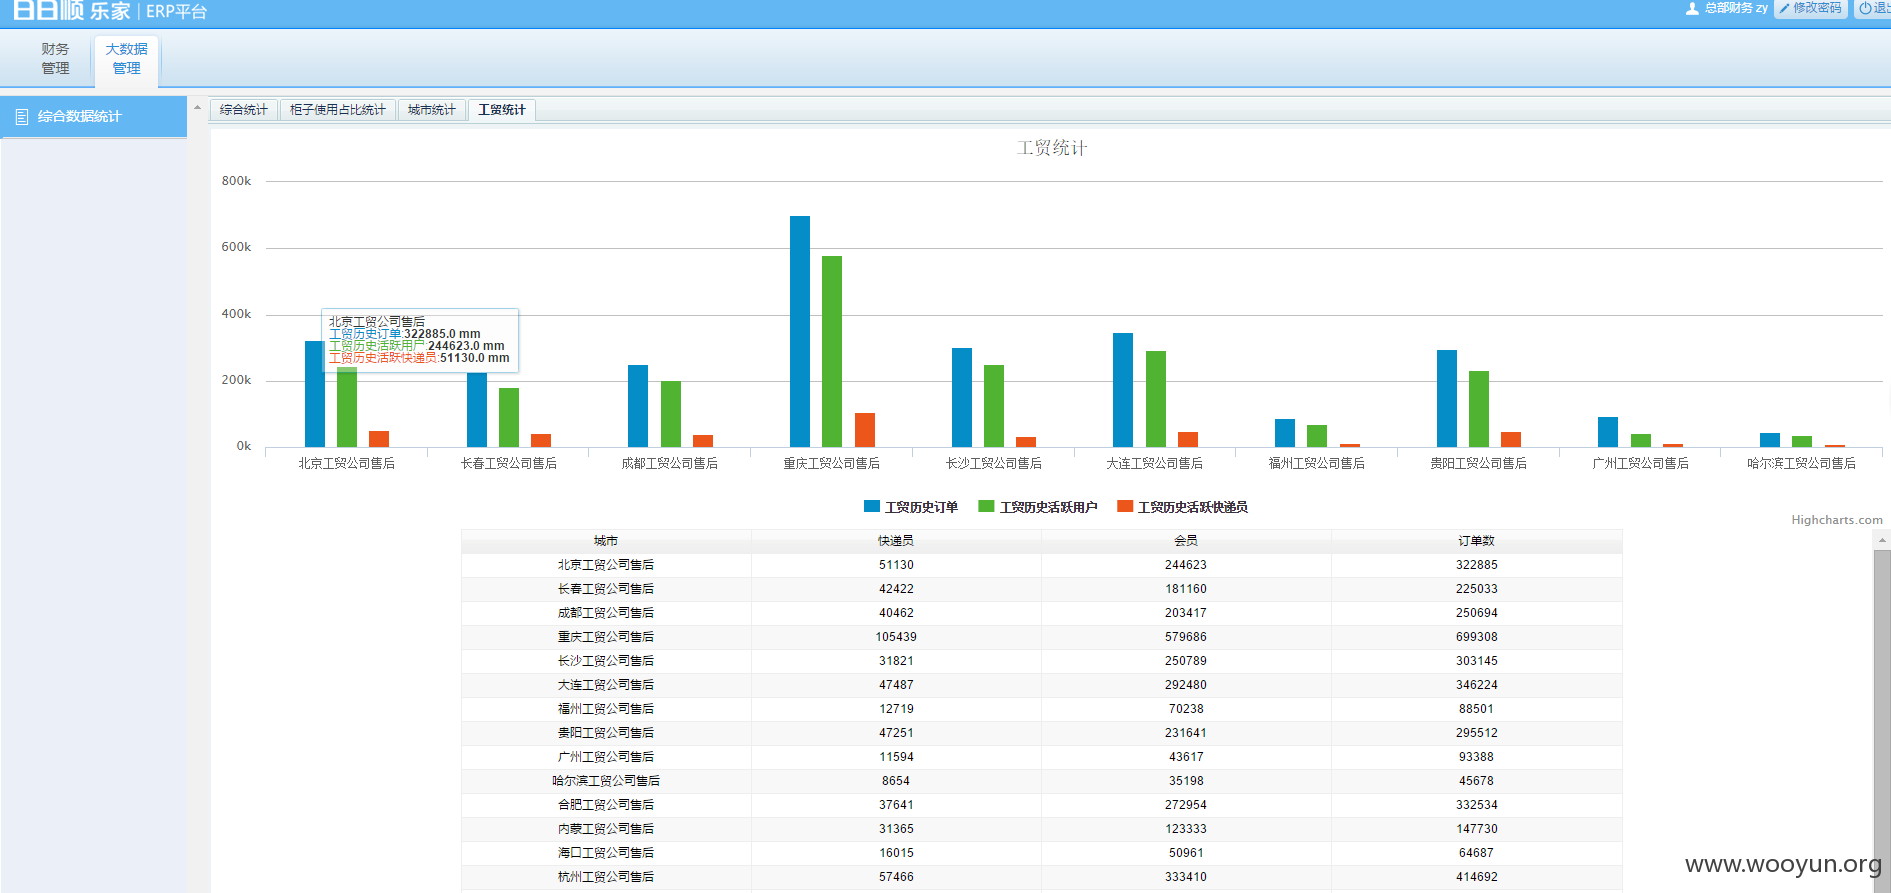 日日顺 乐家 | ERP平台
总部财务 zy 修改密码 退出
财务
管理
大数据
管理
综合数据统计
综合统计 柜子使用占比统计 城市统计 工贸统计
工贸统计
800k
600k
400k
200k
0k
北京工贸公司售后
工贸历史订单:322885.0 mm
工贸历史活跃用户:244623.0 mm
工贸历史活跃快递员:51130.0 mm
北京工贸公司售后 长春工贸公司售后 成都工贸公司售后 重庆工贸公司售后 长沙工贸公司售后 大连工贸公司售后 福州工贸公司售后 贵阳工贸公司售后 广州工贸公司售后 哈尔滨工贸公司售后
工贸历史订单 工贸历史活跃用户 工贸历史活跃快递员
Highcharts.com
城市 快递员 会员 订单数
北京工贸公司售后 51130 244623 322885
长春工贸公司售后 42422 181160 225033
成都工贸公司售后 40462 203417 250694
重庆工贸公司售后 105439 579686 699308
长沙工贸公司售后 31821 250789 303145
大连工贸公司售后 47487 292480 346224
福州工贸公司售后 12719 70238 88501
贵阳工贸公司售后 47251 231641 295512
广州工贸公司售后 11594 43617 93388
哈尔滨工贸公司售后 8654 35198 45678
合肥工贸公司售后 37641 272954 332534
内蒙工贸公司售后 31365 123333 147730
海口工贸公司售后 16015 50961 64687
杭州工贸公司售后 57466 333410 414692
www.wooyun.org